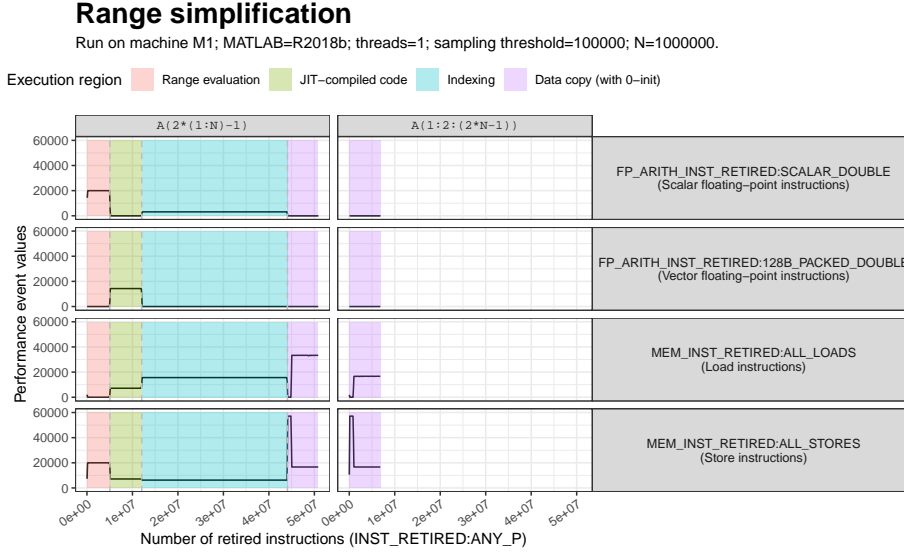 Range simplification
Run on machine M1; MATLAB=R2018b; threads=1; sampling threshold=100000; N=1000000.
Execution region Range evaluation JIT−compiled code Indexing Data copy (with 0−init)
A(2*(1:N)−1) A(1:2:(2*N−1))
60000
40000
20000
0
FP_ARITH_INST_RETIRED:SCALAR_DOUBLE
(Scalar floating−point instructions)
60000
40000
20000
0
FP_ARITH_INST_RETIRED:128B_PACKED_DOUBLE
(Vector floating−point instructions)
60000
40000
20000
0
MEM_INST_RETIRED:ALL_LOADS
(Load instructions)
60000
40000
20000
0
MEM_INST_RETIRED:ALL_STORES
(Store instructions)
Performance event values
0e+00 1e+07 2e+07 3e+07 4e+07 5e+07 0e+00 1e+07 2e+07 3e+07 4e+07 5e+07
Number of retired instructions (INST_RETIRED:ANY_P)